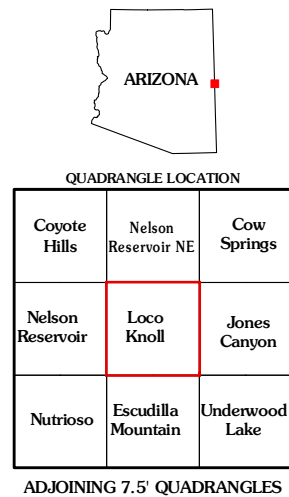 ARIZONA
QUADRANGLE LOCATION
Coyote
Hills
Nelson
Reservoir NE
Cow
Springs
Nelson
Reservoir
Loco
Knoll
Jones
Canyon
Nutrioso
Escudilla
Mountain
Underwood
Lake
ADJOINING 7.5' QUADRANGLES